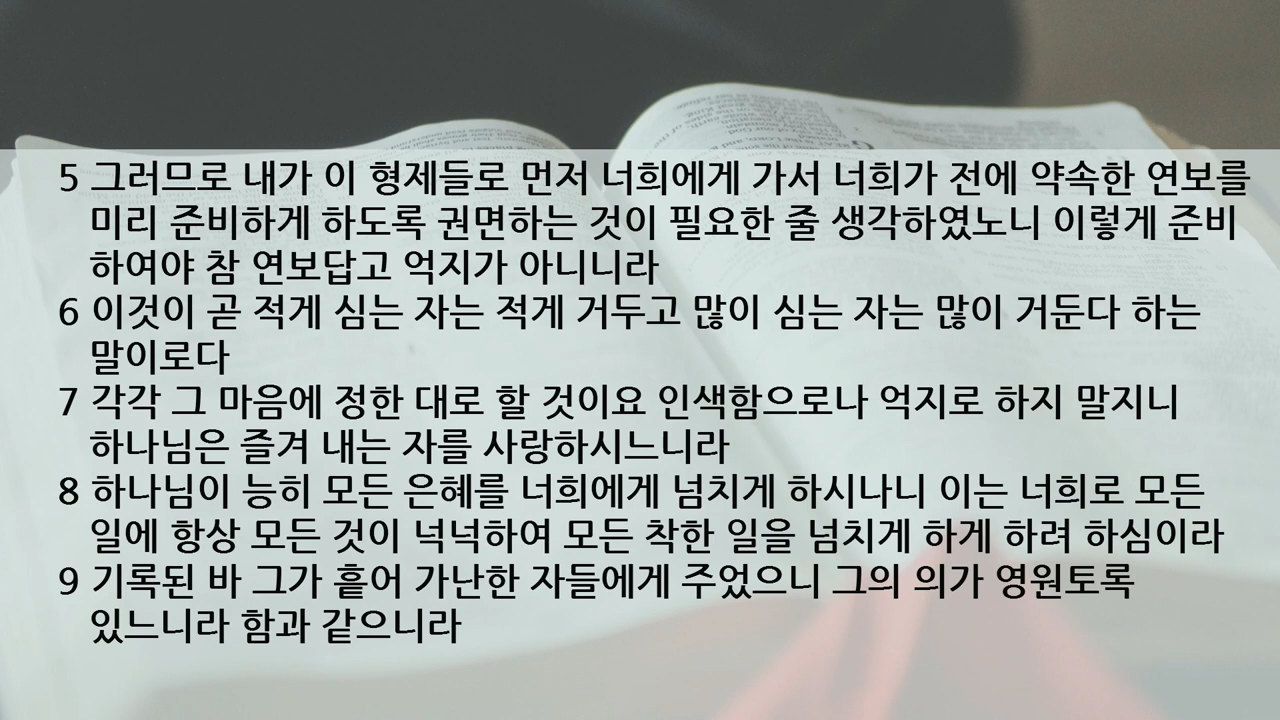 5 그러므로 내가 이 형제들로 먼저 너희에게 가서 너희가 전에 약속한 연보를
미리 준비하게 하도록 권면하는 것이 필요한 줄 생각하였노니 이렇게 준비
하여야 참 연보답고 억지가 아니니라
6 이것이 곧 적게 심는 자는 적게 거두고 많이 심는 자는 많이 거둔다 하는
말이로다
7 각각 그 마음에 정한 대로 할 것이요 인색함으로나 억지로 하지 말지니
하나님은 즐겨 내는 자를 사랑하시느니라
8 하나님이 능히 모든 은혜를 너희에게 넘치게 하시나니 이는 너희로 모든
일에 항상 모든 것이 넉넉하여 모든 착한 일을 넘치게 하게 하려 하심이라
9 기록된 바 그가 흩어 가난한 자들에게 주었으니 그의 의가 영원토록
있느니라 함과 같으니라